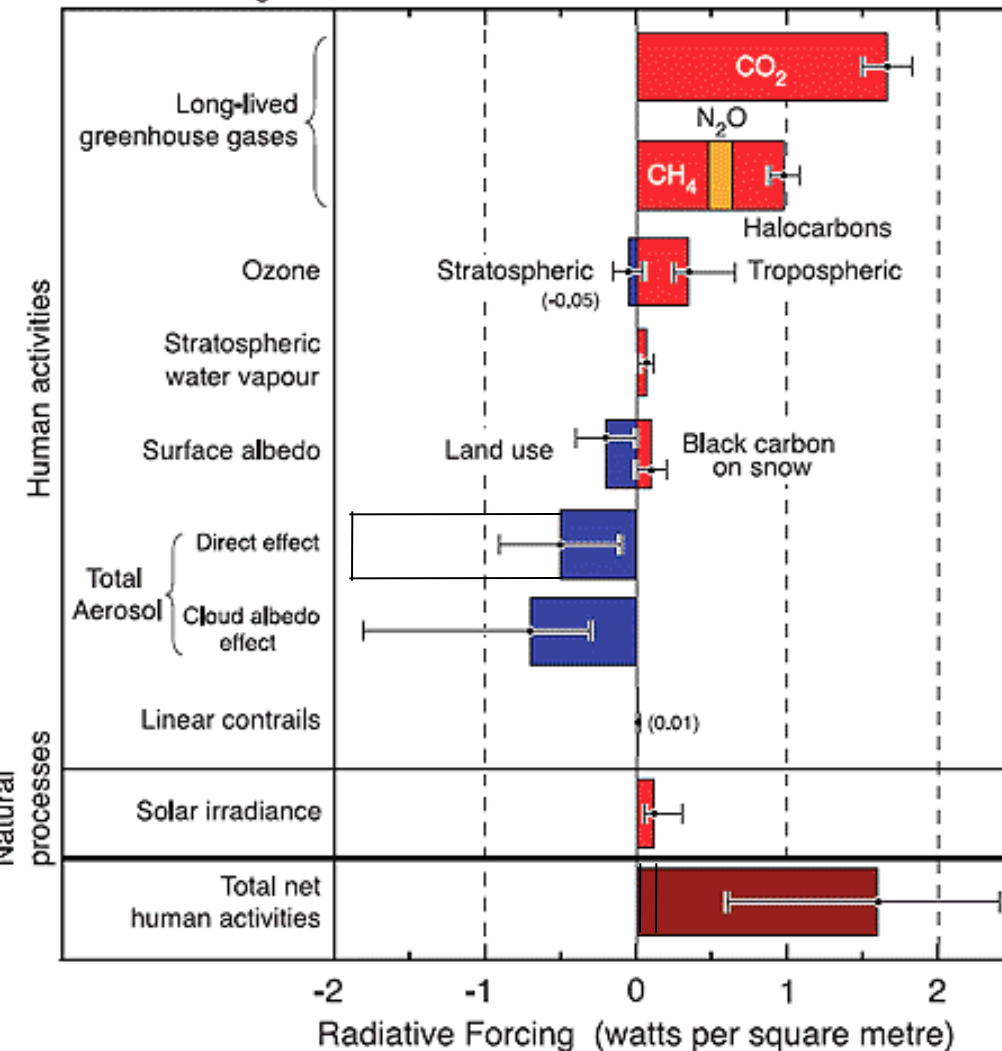 CO2
N2O
Long-lived
greenhouse gases
CH4
Halocarbons
Ozone
Stratospheric
(-0.05)
Tropospheric
Stratospheric
water vapour
Surface albedo
Land use
Black carbon
on snow
Human activities
Total
Aerosol
Direct effect
Cloud albedo
effect
Linear contrails
(0.01)
Natural
processes
Solar irradiance
Total net
human activities
-2 -1 0 1 2
Radiative Forcing (watts per square metre)